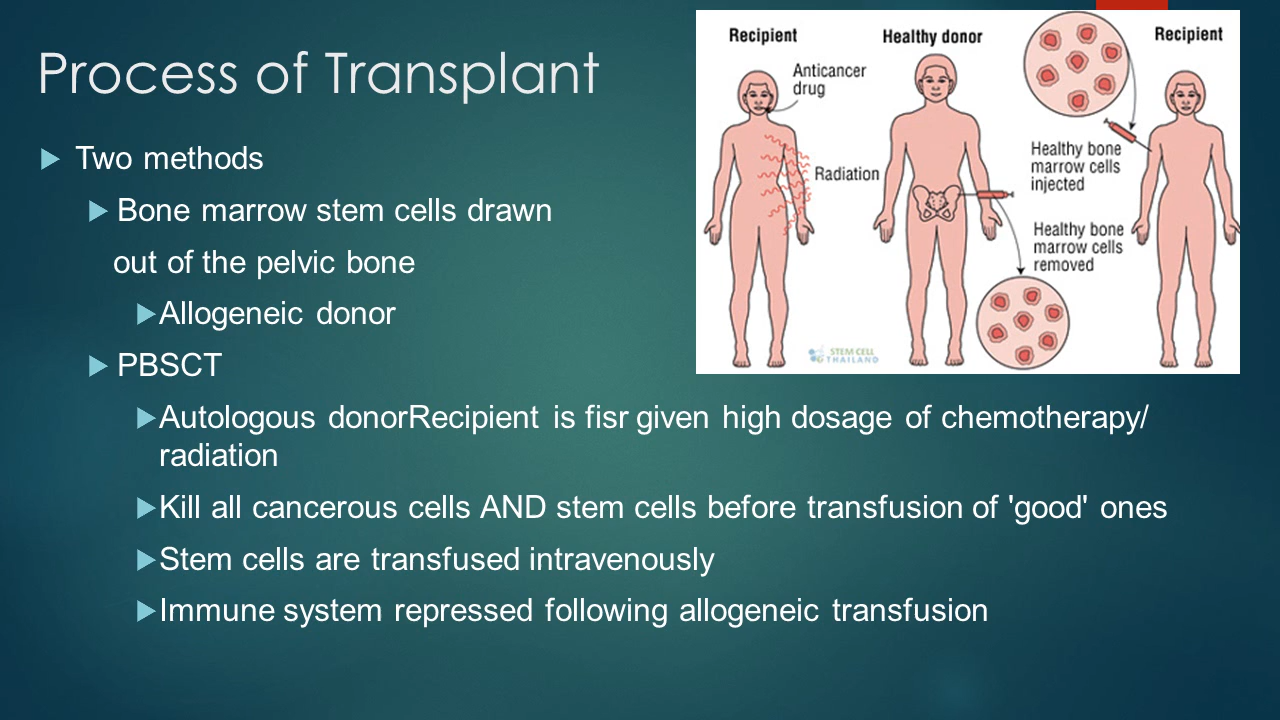 Process of Transplant
Two methods
Bone marrow stem cells drawn
out of the pelvic bone
Allogeneic donor
PBSCT
Autologous donorRecipient is fisr given high dosage of chemotherapy/
radiation
Kill all cancerous cells AND stem cells before transfusion of 'good' ones
Stem cells are transfused intravenously
Immune system repressed following allogeneic transfusion
Recipient
Anticancer
drug
Radiation
Healthy donor
Healthy bone
marrow cells
removed
Recipient
Healthy bone
marrow cells
injected
STEM CELL
THAILAND